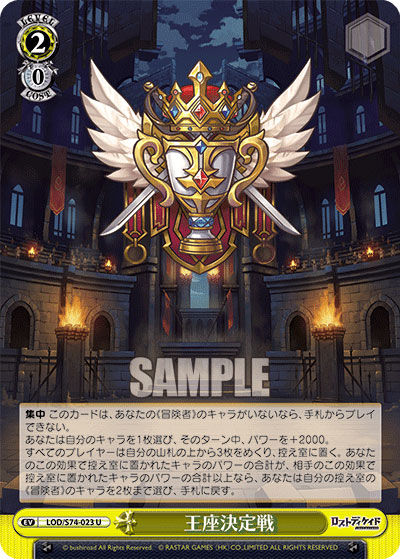 LEVEL
2
0
COST
SAMPLE
集中 このカードは、あなたの《冒険者》のキャラがいないなら、手札からプレイ
できない。
あなたは自分のキャラを1枚選び、そのターン中、パワーを+2000。
すべてのプレイヤーは自分の山札の上から3枚をめくり、控え室に置く。あなた
のこの効果で控え室に置かれたキャラのパワーの合計が、相手のこの効果
で控え室に置かれたキャラのパワーの合計以上なら、あなたは自分の控え室
の《冒険者》のキャラを2枚まで選び、手札に戻す。
EV LOD/S74-023 U 王座決定戦 ロストディケイド
© bushiroad All Rights Reserved. © RASTAR GAMES (HK) CO.,LIMITED ALL RIGHTS RESERVED.